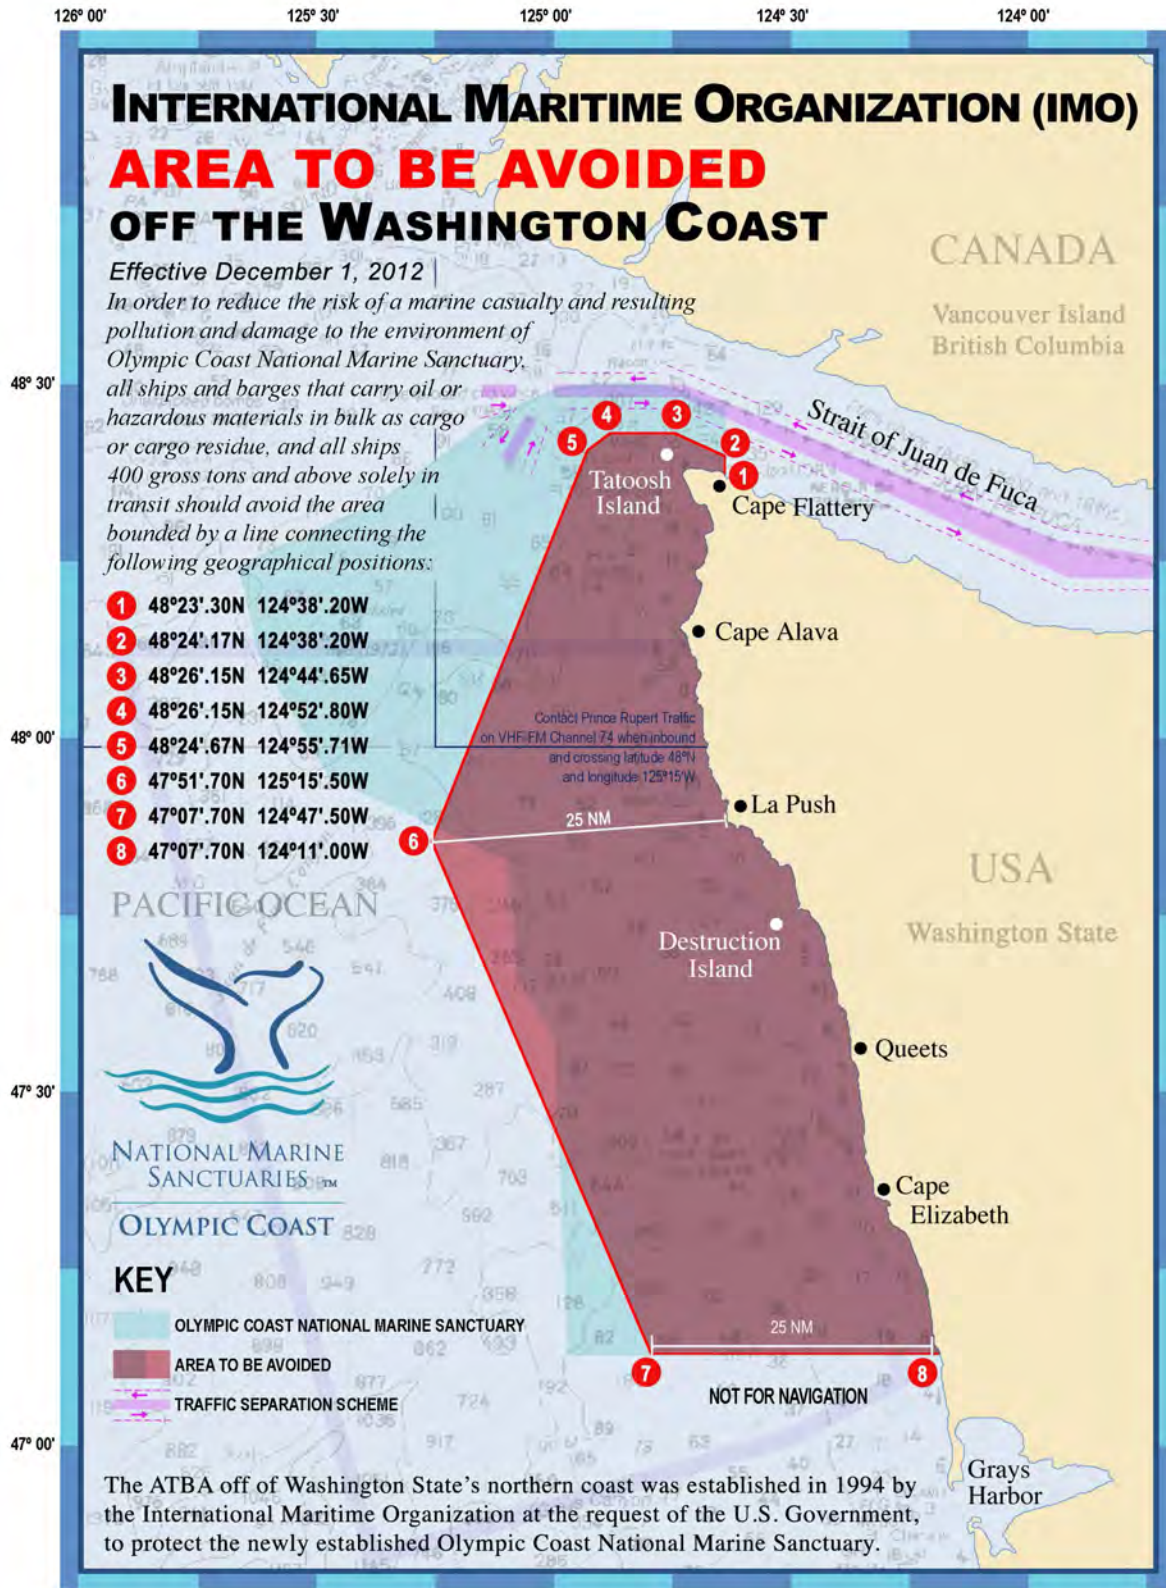 126° 00'
125° 30'
125° 00'
124° 30'
124° 00'
INTERNATIONAL MARITIME ORGANIZATION (IMO)
AREA TO BE AVOIDED
OFF THE WASHINGTON COAST
Effective December 1, 2012
In order to reduce the risk of a marine casualty and resulting
pollution and damage to the environment of
Olympic Coast National Marine Sanctuary,
all ships and barges that carry oil or
hazardous materials in bulk as cargo
or cargo residue, and all ships
400 gross tons and above solely in
transit should avoid the area
bounded by a line connecting the
following geographical positions:
1 48°23'.30N 124°38'.20W
2 48°24'.17N 124°38'.20W
3 48°26'.15N 124°44'.65W
4 48°26'.15N 124°52'.80W
5 48°24'.67N 124°55'.71W
6 47°51'.70N 125°15'.50W
7 47°07'.70N 124°47'.50W
8 47°07'.70N 124°11'.00W
CANADA
Vancouver Island
British Columbia
48° 30'
Strait of Juan de Fuca
4
3
5
2
1
Tatoosh
Island
Cape Flattery
Cape Alava
Contact Prince Rupert Traffic
on VHF-FM Channel 74 when inbound
and crossing latitude 48°N
and longitude 125°15'W
48° 00'
La Push
25 NM
6
USA
Washington State
PACIFIC OCEAN
Destruction
Island
Queets
47° 30'
NATIONAL MARINE
SANCTUARIES ™
OLYMPIC COAST
Cape
Elizabeth
KEY
OLYMPIC COAST NATIONAL MARINE SANCTUARY
AREA TO BE AVOIDED
TRAFFIC SEPARATION SCHEME
25 NM
7
8
NOT FOR NAVIGATION
47° 00'
Grays
Harbor
The ATBA off of Washington State's northern coast was established in 1994 by
the International Maritime Organization at the request of the U.S. Government,
to protect the newly established Olympic Coast National Marine Sanctuary.